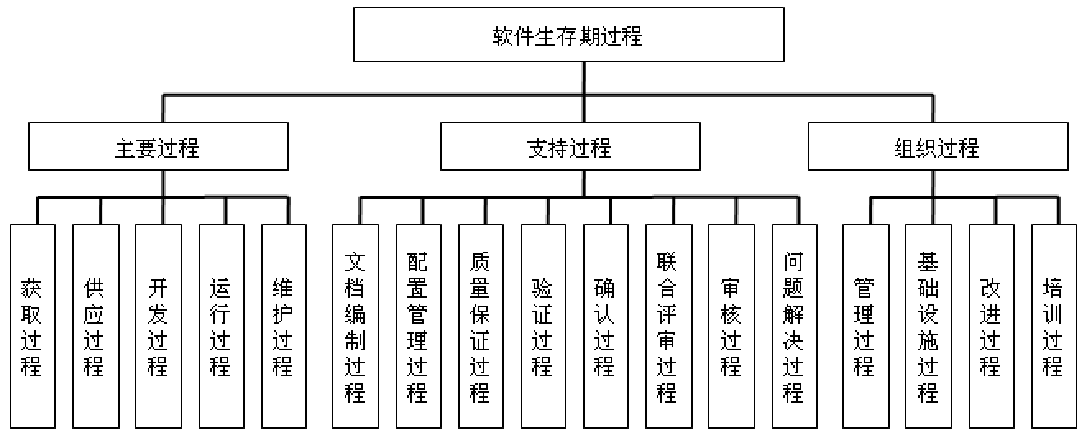 软件生存期过程
主要过程
支持过程
组织过程
获取过程
供应过程
开发过程
运行过程
维护过程
文档编制过程
配置管理过程
质量保证过程
验证过程
确认过程
联合评审过程
审核过程
问题解决过程
管理过程
基础设施过程
改进过程
培训过程